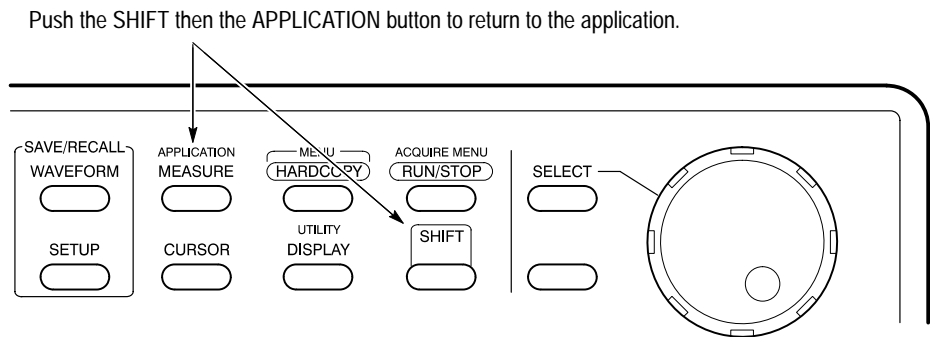 Push the SHIFT then the APPLICATION button to return to the application.
SAVE/RECALL
APPLICATION
MENU
ACQUIRE MENU
WAVEFORM
MEASURE
HARDCOPY
RUN/STOP
SELECT
UTILITY
SHIFT
SETUP
CURSOR
DISPLAY